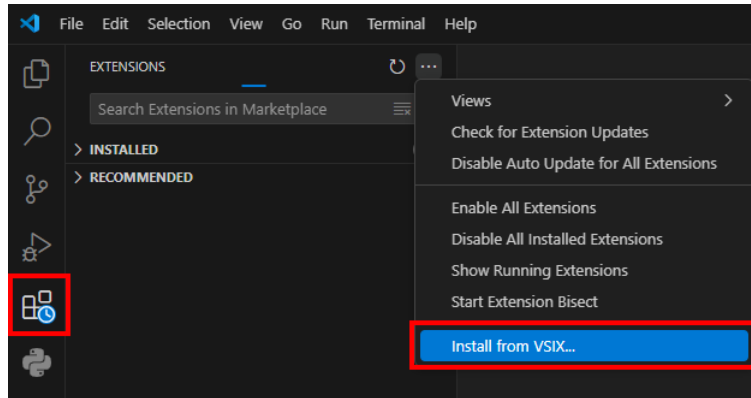 File Edit Selection View Go Run Terminal Help
EXTENSIONS
Search Extensions in Marketplace
INSTALLED
RECOMMENDED
Views
Check for Extension Updates
Disable Auto Update for All Extensions
Enable All Extensions
Disable All Installed Extensions
Show Running Extensions
Start Extension Bisect
Install from VSIX...